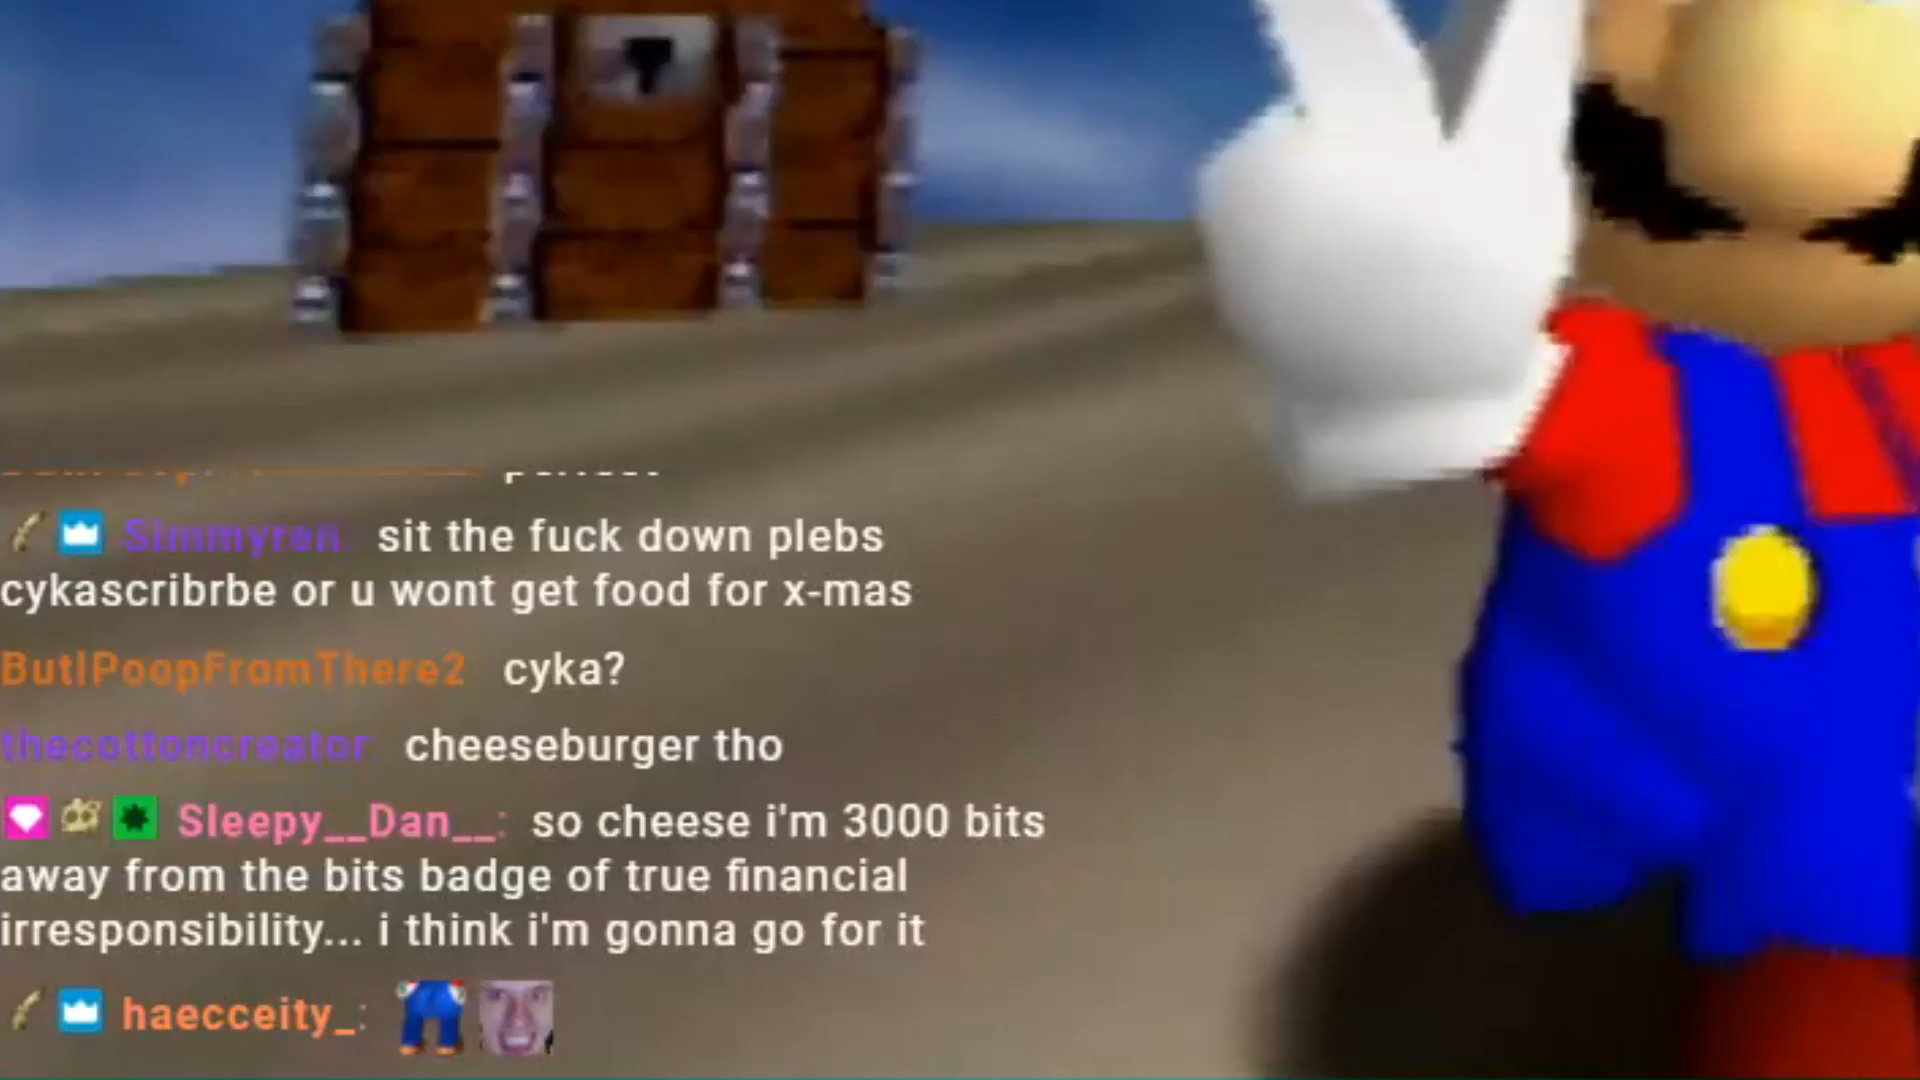 Simmyren: sit the fuck down plebs
cykascribrbe or u wont get food for x-mas
ButIPoopFromThere2 cyka?
thecottoncreator: cheeseburger tho
Sleepy__Dan__: so cheese i'm 3000 bits
away from the bits badge of true financial
irresponsibility... i think i'm gonna go for it
haecceity_: